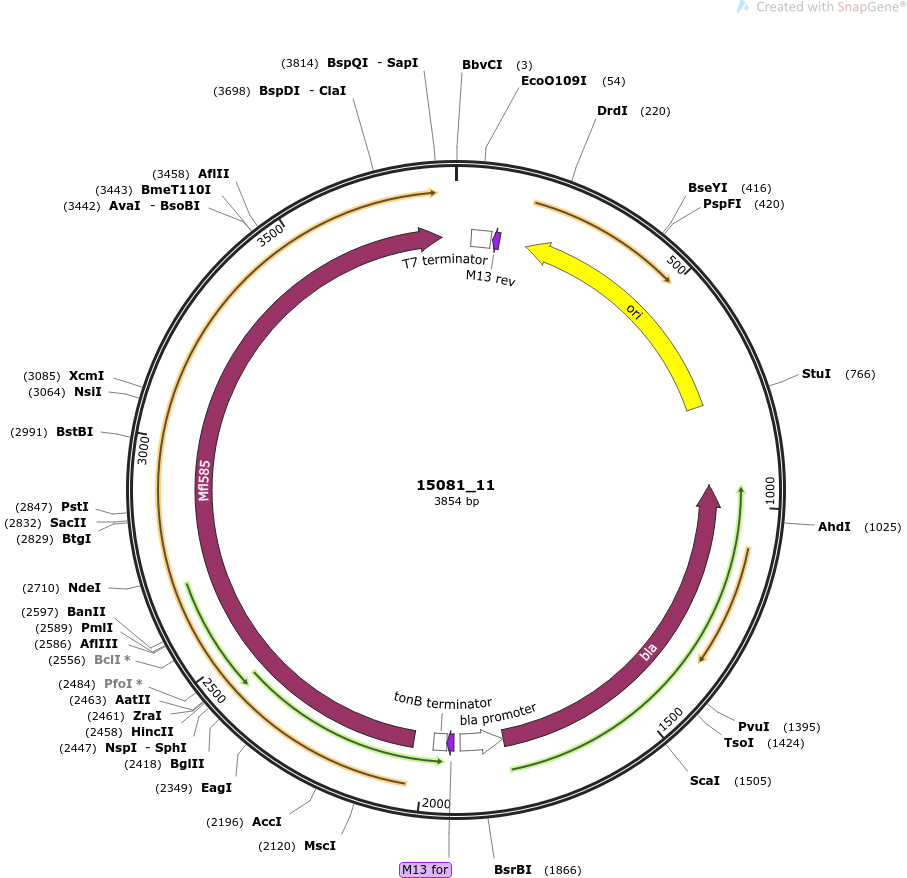 Created with SnapGene®
(3814) BspQI - SapI
BbvCI (3)
EcoO109I (54)
(3698) BspDI - ClaI
DrdI (220)
(3458) AflII
(3443) BmeT110I
(3442) AvaI - BsoBI
BseYI (416)
PspFI (420)
3500
500
T7 terminator
M13 rev
ori
(3085) XcmI
(3064) NsiI
StuI (766)
(2991) BstBI
3000
Mfl585
15081_11
3854 bp
1000
(2847) PstI
(2832) SacII
(2829) BtgI
AhdI (1025)
(2710) NdeI
(2597) BanII
(2589) PmlI
(2586) AflIII
(2556) BclI *
bla
(2484) PfoI *
(2463) AatII
(2461) ZraI
(2458) HincII
(2447) NspI - SphI
(2418) BglII
2500
tonB terminator
bla promoter
1500
PvuI (1395)
TsoI (1424)
(2349) EagI
ScaI (1505)
2000
(2196) AccI
(2120) MscI
M13 for
BsrBI (1866)